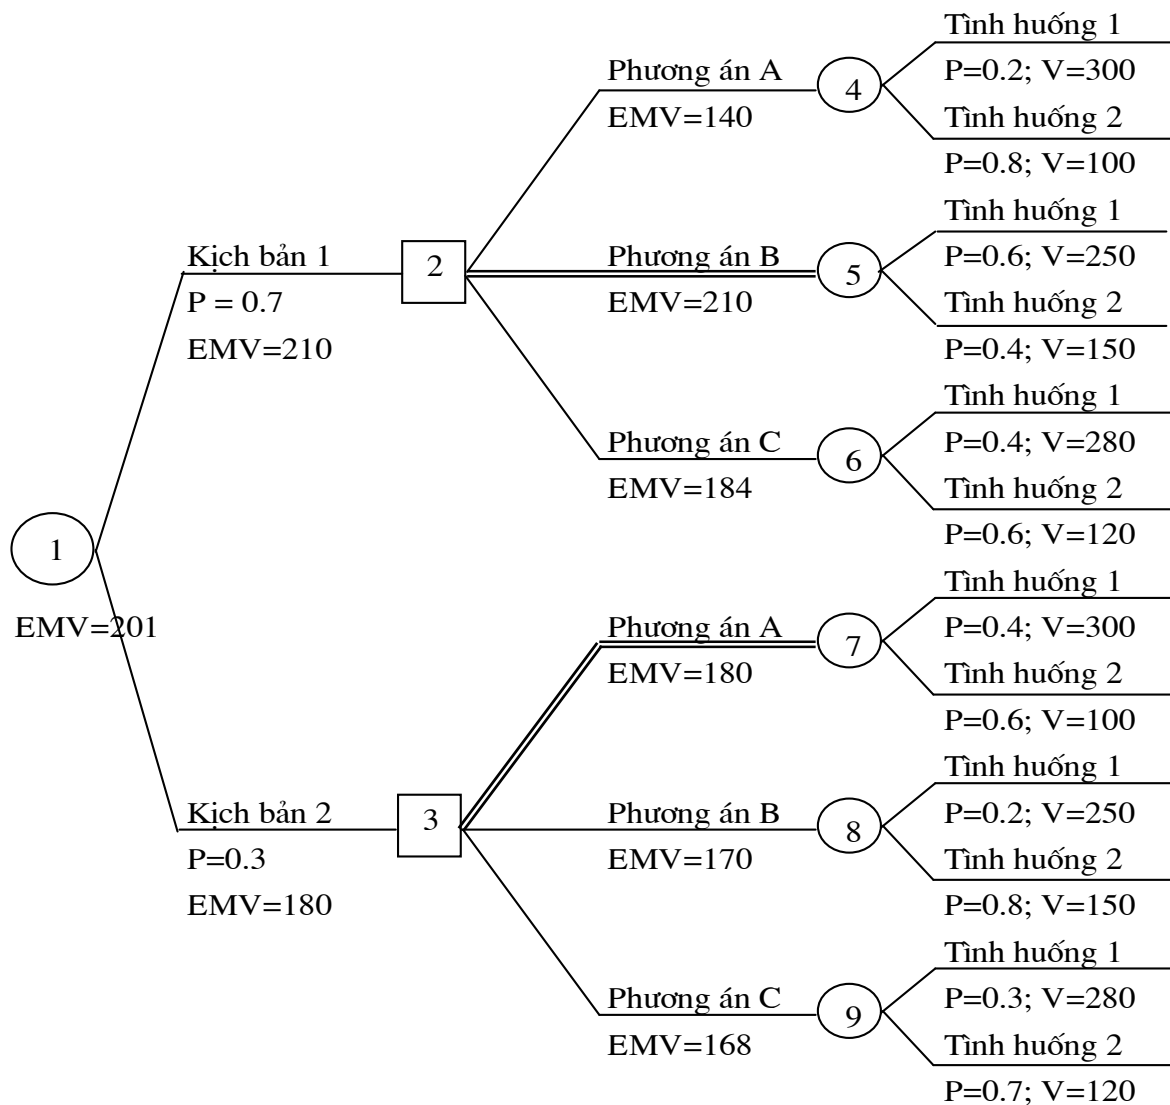 Tình huống 1
Phương án A
4
P=0.2; V=300
EMV=140
Tình huống 2
P=0.8; V=100
Tình huống 1
Kịch bản 1
2
Phương án B
5
P=0.6; V=250
P = 0.7
EMV=210
Tình huống 2
EMV=210
P=0.4; V=150
Tình huống 1
Phương án C
6
P=0.4; V=280
EMV=184
Tình huống 2
1
P=0.6; V=120
Tình huống 1
EMV=201
Phương án A
7
P=0.4; V=300
EMV=180
Tình huống 2
P=0.6; V=100
Tình huống 1
Kịch bản 2
3
Phương án B
8
P=0.2; V=250
P=0.3
EMV=170
Tình huống 2
EMV=180
P=0.8; V=150
Tình huống 1
Phương án C
9
P=0.3; V=280
EMV=168
Tình huống 2
P=0.7; V=120